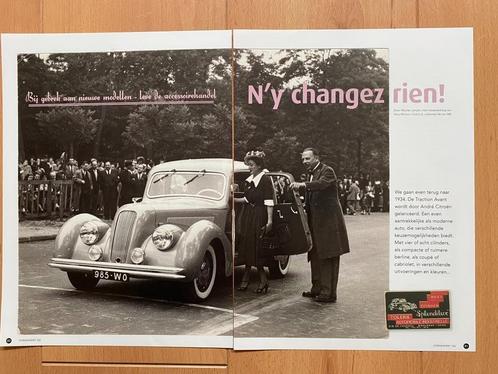 Bij gebrek aan nieuwe modellen - leve de accessoirehandel
N'y changez rien!
We gaan even terug naar
1934. De Traction Avant
wordt door André Citroën
gelanceerd. Een even
aantrekkelijke als moderne
auto, die verschillende
keuzemogelijkheden biedt.
Met vier of acht cilinders,
als compacte of ruimere
berline, als coupé of
cabriolet, in verschillende
uitvoeringen en kleuren...
985-WO
Splendilux